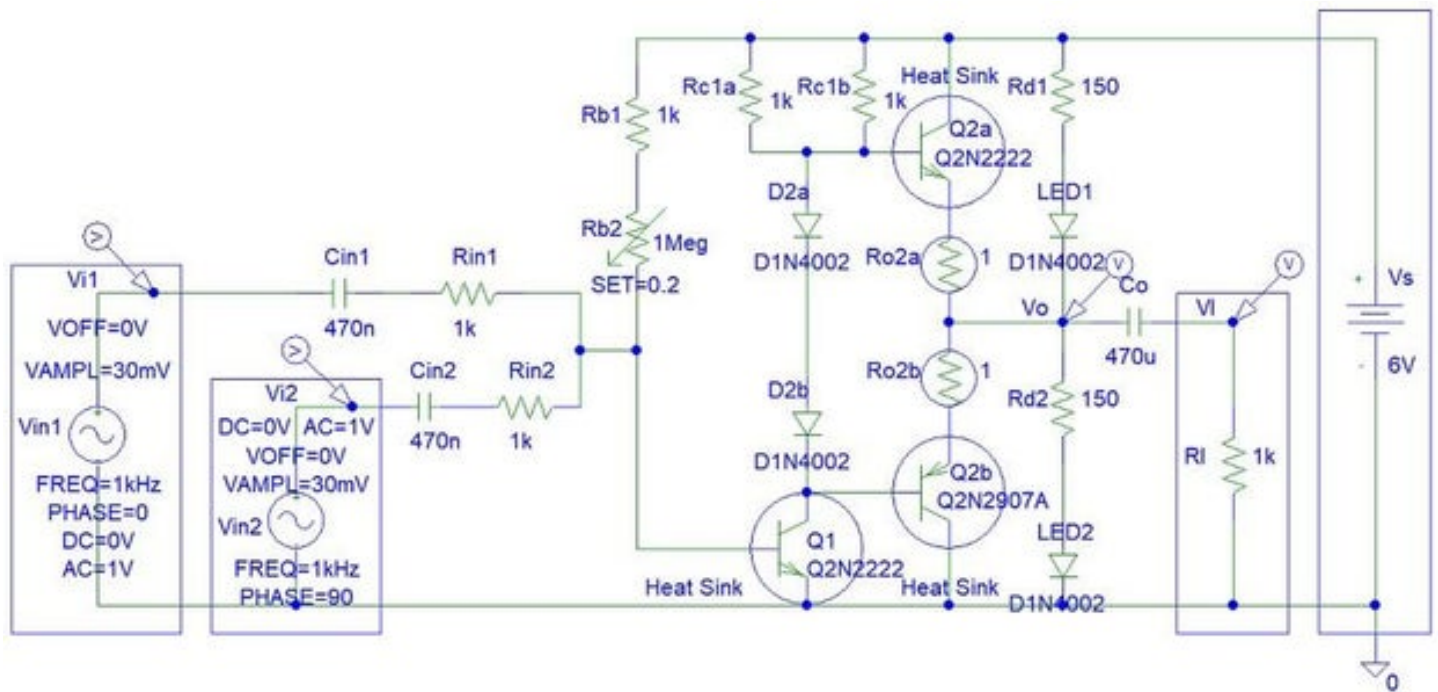 Heat Sink
Rc1a
1k
Rc1b
1k
Rd1
150
Rb1
1k
Q2a
Q2N2222
D2a
LED1
Rb2
1Meg
SET=0.2
D1N4002
Ro2a
1
D1N4002
V
V
>
Vi1
Cin1
Rin1
470n
1k
Vo
Co
470u
Vl
+
Vs
-
6V
VOFF=0V
VAMPL=30mV
Vin1
+
-
FREQ=1kHz
PHASE=0
DC=0V
AC=1V
>
Vi2
Cin2
Rin2
470n
1k
DC=0V AC=1V
VOFF=0V
VAMPL=30mV
Vin2
FREQ=1kHz
PHASE=90
D2b
D1N4002
Ro2b
1
Rd2
150
Rl
1k
Q2b
Q2N2907A
Q1
Q2N2222
Heat Sink
Heat Sink
LED2
D1N4002
0